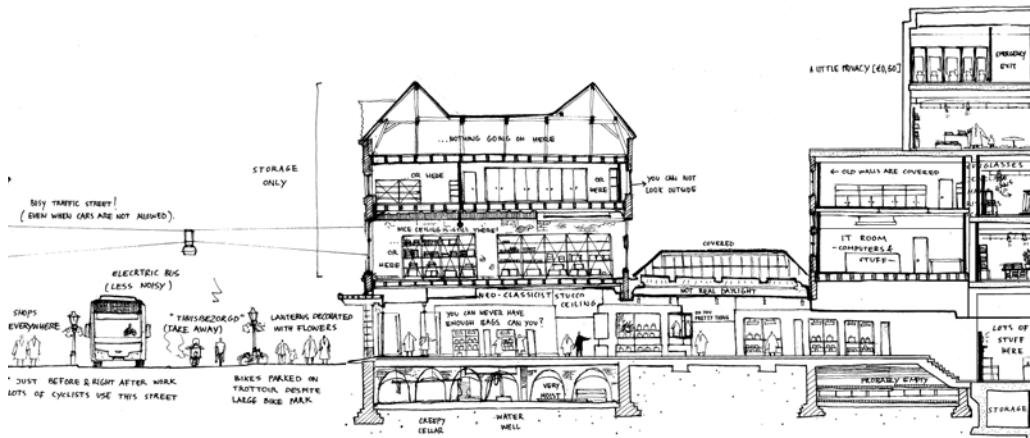 BUSY TRAFFIC STREET!
(EVEN WHEN CARS ARE NOT ALLOWED).
STORAGE
ONLY
ELECRTRIC BUS
(LESS NOISY)
SHOPS
EVERYWHERE
"THUISBEZORGD"
(TAKE AWAY)
LANTERNS DECORATED
WITH FLOWERS
JUST BEFORE & RIGHT AFTER WORK
LOTS OF CYCLISTS USE THIS STREET
BIKES PARKED ON
TROTTOIR DESPITE
LARGE BIKE PARK
...NOTHING GOING ON HERE
OR HERE
OR
HERE
YOU CAN NOT
LOOK OUTSIDE
NICE CEILING IS STILL THERE!
OR
HERE
NEO-CLASSICIST STUCCO
CEILING
YOU CAN NEVER HAVE
ENOUGH BAGS CAN YOU?
VERY
MOIST
CREEPY
CELLAR
WATER
WELL
COVERED
NOT REAL DAYLIGHT
PRETTY THING
A LITTLE PRIVACY [€0,50]
EMERGENCY
EXIT
← OLD WALLS ARE COVERED
IT ROOM
-COMPUTERS &
STUFF-
LOTS OF
STUFF
HERE
PROBABLY EMPTY
STORAGE